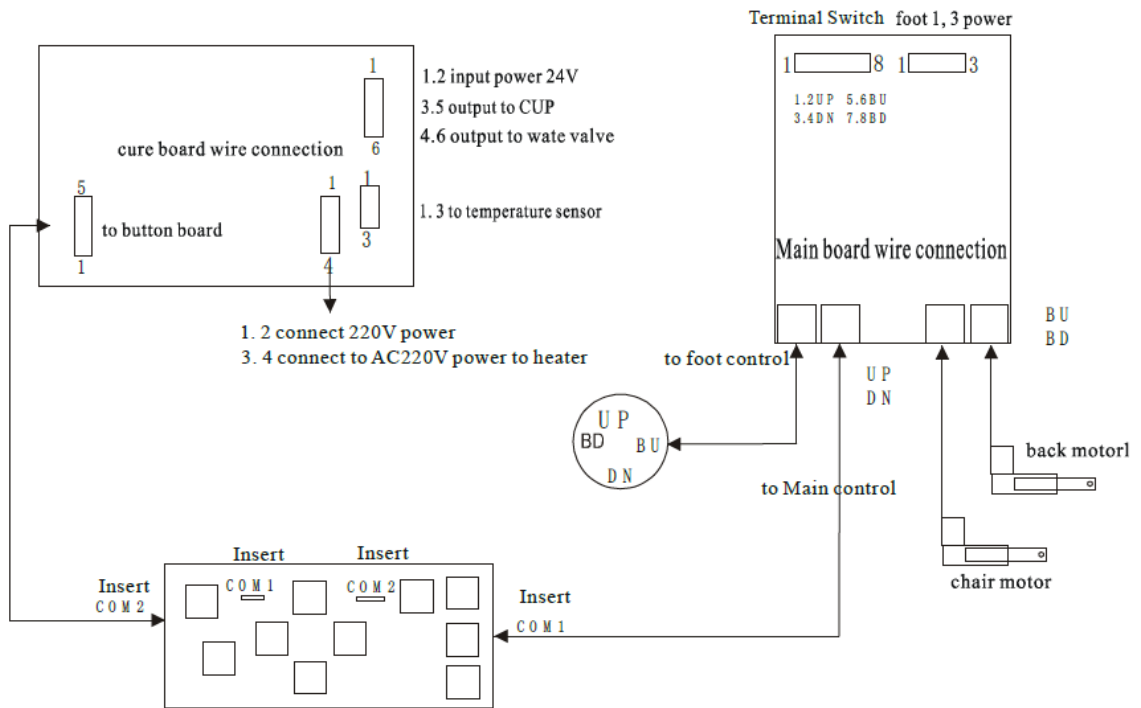 Terminal Switch foot 1, 3 power
1 8 1 3
1.2UP 5.6BU
3.4DN 7.8BD
Main board wire connection
BU
BD
to foot control
UP
DN
1
1.2 input power 24V
3.5 output to CUP
4.6 output to wate valve
6
cure board wire connection
5
to button board
1
1
4
1
3
1. 3 to temperature sensor
1. 2 connect 220V power
3. 4 connect to AC220V power to heater
UP
BD
BU
DN
to Main control
back motorl
chair motor
Insert
COM2
Insert
COM1
Insert
COM2
Insert
COM1